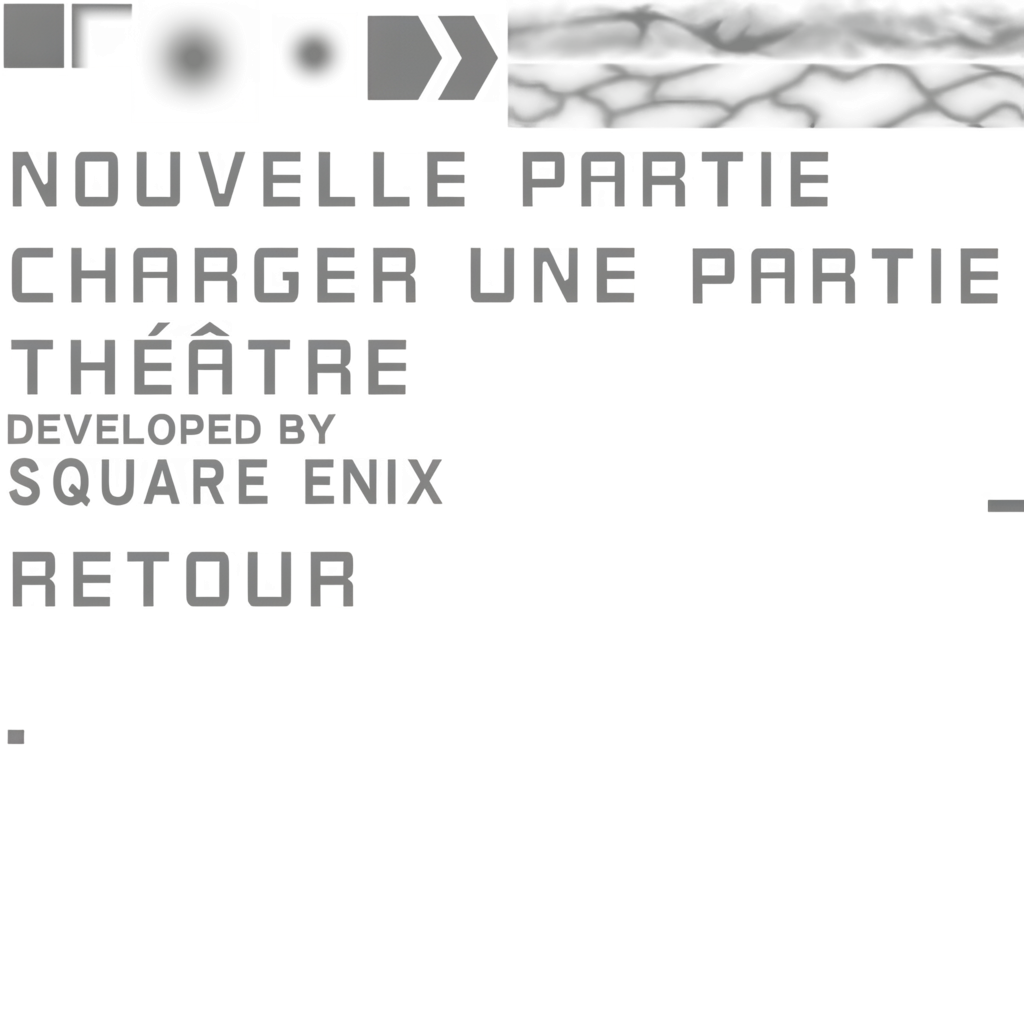 NOUVELLE PARTIE
CHARGER UNE PARTIE
THÉÂTRE
DEVELOPED BY
SQUARE ENIX
RETOUR